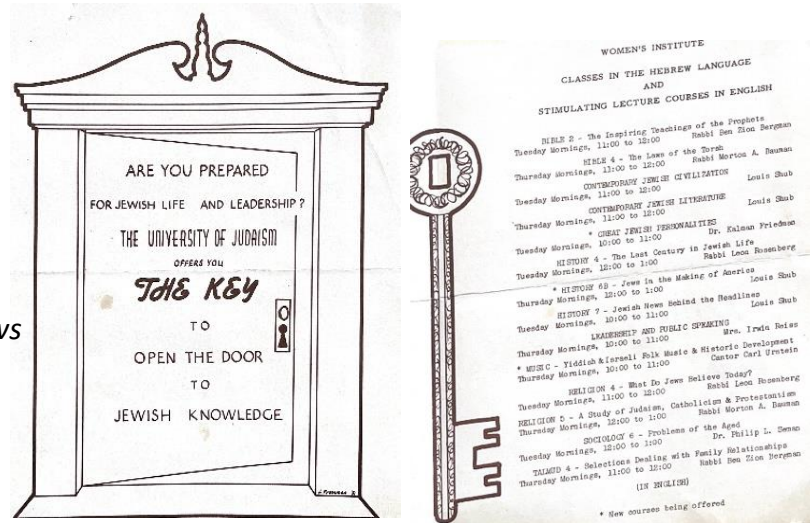 ws
ARE YOU PREPARED
FOR JEWISH LIFE AND LEADERSHIP?
THE UNIVERSITY OF JUDAISM
OFFERS YOU
THE KEY
TO
OPEN THE DOOR
TO
JEWISH KNOWLEDGE
WOMEN'S INSTITUTE
CLASSES IN THE HEBREW LANGUAGE
AND
STIMULATING LECTURE COURSES IN ENGLISH
BIBLE 2 - The Inspiring Teachings of the Prophets
Tuesday Mornings, 11:00 to 12:00 Rabbi Ben Zion Bergman
BIBLE 4 - The Laws of the Torah
Thursday Mornings, 11:00 to 12:00 Rabbi Morton A. Bauman
CONTEMPORARY JEWISH CIVILIZATION
Tuesday Mornings, 11:00 to 12:00 Louis Shub
CONTEMPORARY JEWISH LITERATURE
Thursday Mornings, 11:00 to 12:00 Louis Shub
* GREAT JEWISH PERSONALITIES
Tuesday Mornings, 10:00 to 11:00 Dr. Kalman Friedman
HISTORY 4 - The Last Century in Jewish Life
Tuesday Mornings, 12:00 to 1:00 Rabbi Leon Rosenberg
* HISTORY 6B - Jews in the Making of America
Thursday Mornings, 12:00 to 1:00 Louis Shub
HISTORY 7 - Jewish News Behind the Headlines
Tuesday Mornings, 10:00 to 11:00 Louis Shub
LEADERSHIP AND PUBLIC SPEAKING
Thursday Mornings, 10:00 to 11:00 Mrs. Irwin Reiss
* MUSIC - Yiddish & Israeli Folk Music & Historic Development
Thursday Mornings, 10:00 to 11:00 Cantor Carl Urstein
RELIGION 4 - What Do Jews Believe Today?
Tuesday Mornings, 11:00 to 12:00 Rabbi Leon Rosenberg
RELIGION 5 - A Study of Judaism, Catholicism & Protestantism
Thursday Mornings, 12:00 to 1:00 Rabbi Morton A. Bauman
SOCIOLOGY 6 - Problems of the Aged
Tuesday Mornings, 12:00 to 1:00 Dr. Philip L. Seman
TALMUD 4 - Selections Dealing with Family Relationships
Thursday Mornings, 11:00 to 12:00 Rabbi Ben Zion Bergman
(IN ENGLISH)
* New courses being offered